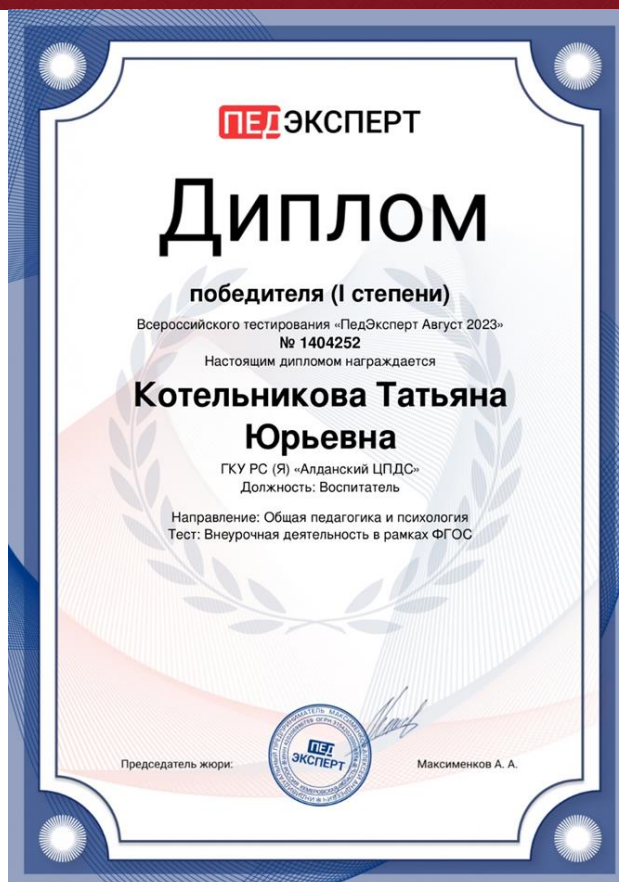 ПЕДЭКСПЕРТ
Диплом
победителя (I степени)
Всероссийского тестирования «ПедЭксперт Август 2023»
№ 1404252
Настоящим дипломом награждается
Котельникова Татьяна
Юрьевна
ГКУ РС (Я) «Алданский ЦПДС»
Должность: Воспитатель
Направление: Общая педагогика и психология
Тест: Внеурочная деятельность в рамках ФГОС
Председатель жюри:
ПЕД
ЭКСПЕРТ
Максименков А. А.